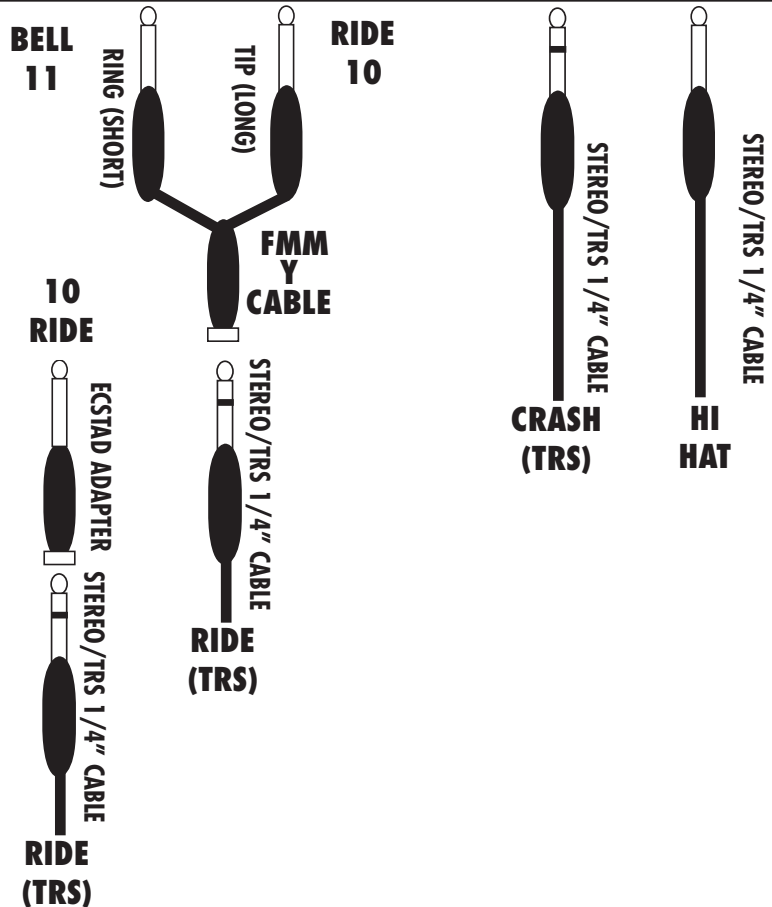 BELL
11
RING (SHORT)
TIP (LONG)
RIDE
10
FMM
Y
CABLE
STEREO/TRS 1/4" CABLE
RIDE
(TRS)
10
RIDE
ECSTAD ADAPTER
STEREO/TRS 1/4" CABLE
RIDE
(TRS)
STEREO/TRS 1/4" CABLE
CRASH
(TRS)
STEREO/TRS 1/4" CABLE
HI
HAT